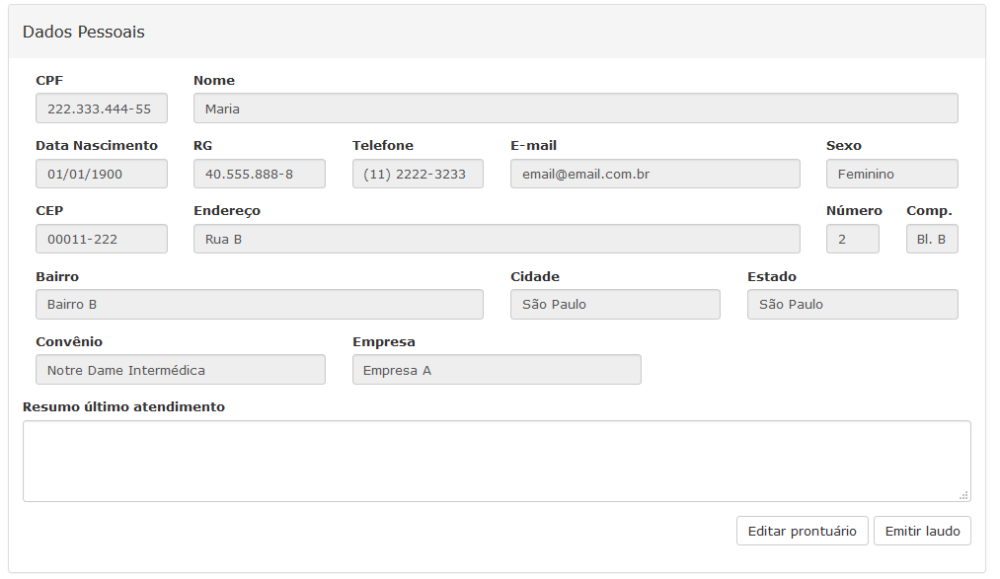 Dados Pessoais
CPF Nome
222.333.444-55 Maria
Data Nascimento RG Telefone E-mail Sexo
01/01/1900 40.555.888-8 (11) 2222-3233 email@email.com.br Feminino
CEP Endereço Número Comp.
00011-222 Rua B 2 Bl. B
Bairro Cidade Estado
Bairro B São Paulo São Paulo
Convênio Empresa
Notre Dame Intermédica Empresa A
Resumo último atendimento
Editar prontuário Emitir laudo